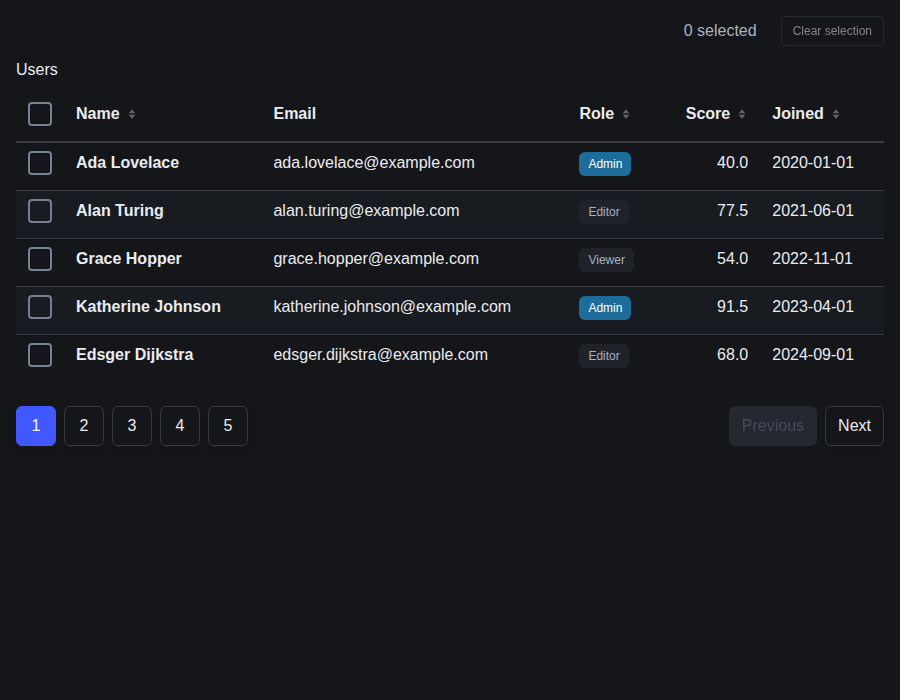 0 selected Clear selection
Users
Name Email Role Score Joined
Ada Lovelace ada.lovelace@example.com Admin 40.0 2020-01-01
Alan Turing alan.turing@example.com Editor 77.5 2021-06-01
Grace Hopper grace.hopper@example.com Viewer 54.0 2022-11-01
Katherine Johnson katherine.johnson@example.com Admin 91.5 2023-04-01
Edsger Dijkstra edsger.dijkstra@example.com Editor 68.0 2024-09-01
1 2 3 4 5 Previous Next